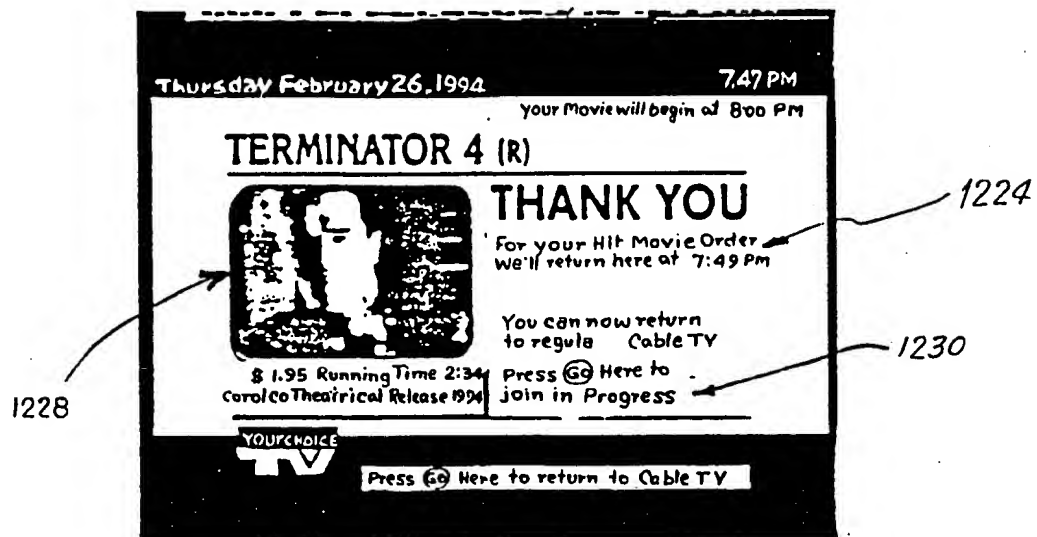 Thursday February 26, 1994 7,47 PM
Your Movie will begin at 8:00 PM
TERMINATOR 4 (R)
THANK YOU
1224
For your Hit Movie Order
We'll return here at 7:49 PM
You can now return
to regula Cable TV
1230
1228
$ 1.95 Running Time 2:34
Carolco Theatrical Release 1994
Press Go Here to
join in Progress
YOUR CHOICE
TV
Press Go Here to return to Cable TV